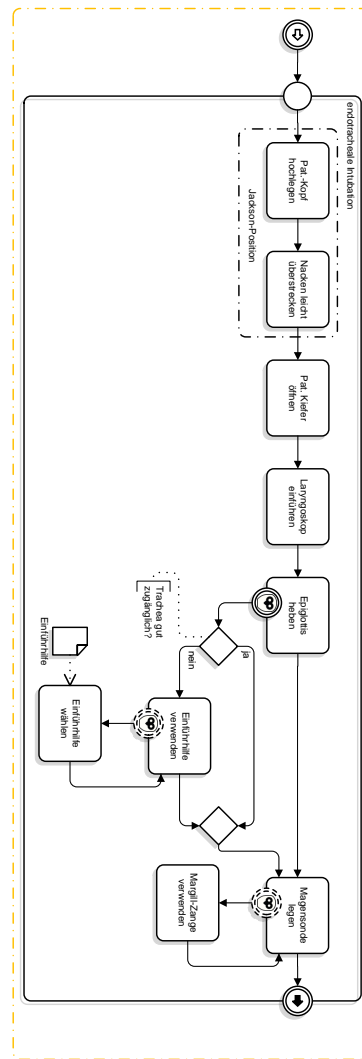 endotracheale Intubation
Pat.-Kopf
hochlegen
Nacken leicht
überstrecken
Jackson-Position
Pat. Kiefer
öffnen
Laryngoskop
einführen
Epiglottis
heben
Trachea gut
zugänglich?
ja
nein
Einführhilfe
Einführhilfe
verwenden
Einführhilfe
wählen
Magensonde
legen
Margill-Zange
verwenden